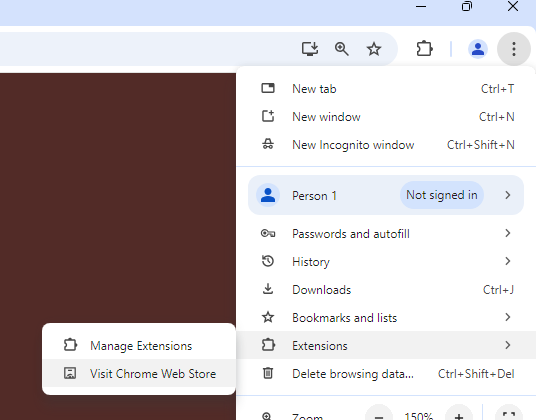 New tab Ctrl+T
New window Ctrl+N
New Incognito window Ctrl+Shift+N
Person 1 Not signed in
Passwords and autofill
History
Downloads Ctrl+J
Bookmarks and lists
Extensions
Manage Extensions
Visit Chrome Web Store
Delete browsing data... Ctrl+Shift+Del
Zoom 150%